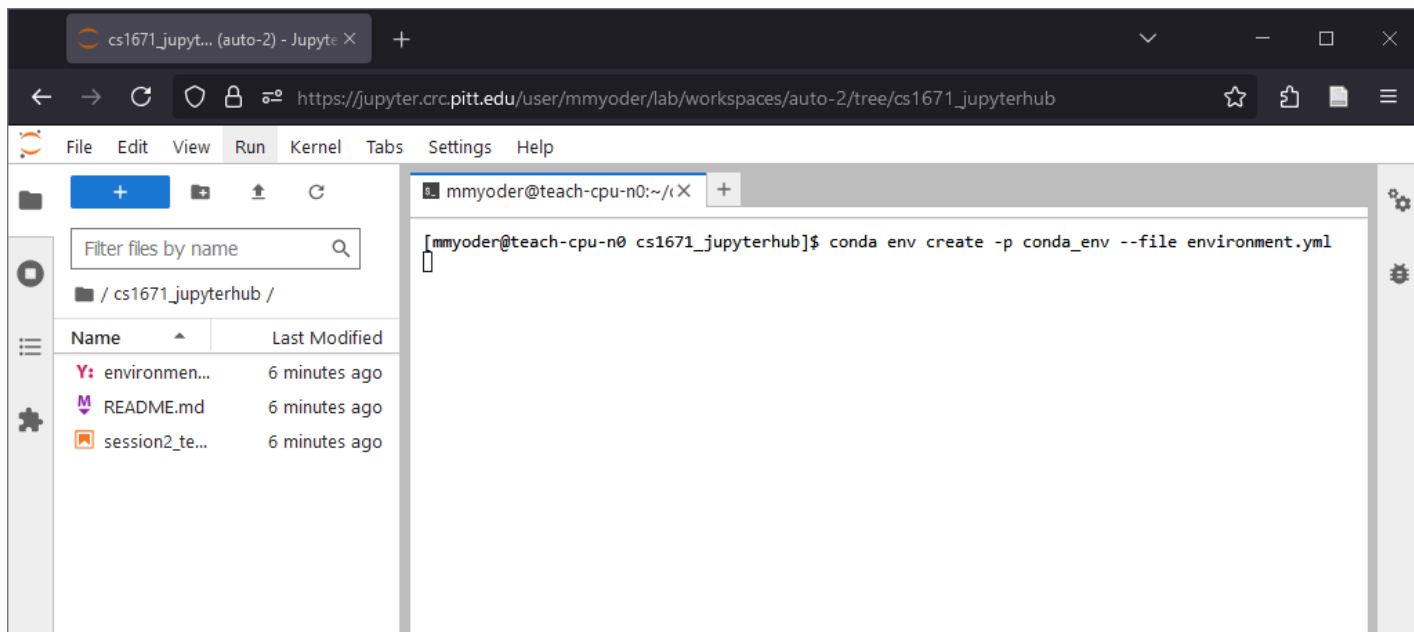 cs1671_jupyt... (auto-2) - Jupyte
https://jupyter.crc.pitt.edu/user/mmyoder/lab/workspaces/auto-2/tree/cs1671_jupyterhub
File Edit View Run Kernel Tabs Settings Help
mmyoder@teach-cpu-n0:~/c
Filter files by name
/ cs1671_jupyterhub /
Name Last Modified
Y: environmen... 6 minutes ago
M README.md 6 minutes ago
session2_te... 6 minutes ago
[mmyoder@teach-cpu-n0 cs1671_jupyterhub]$ conda env create -p conda_env --file environment.yml